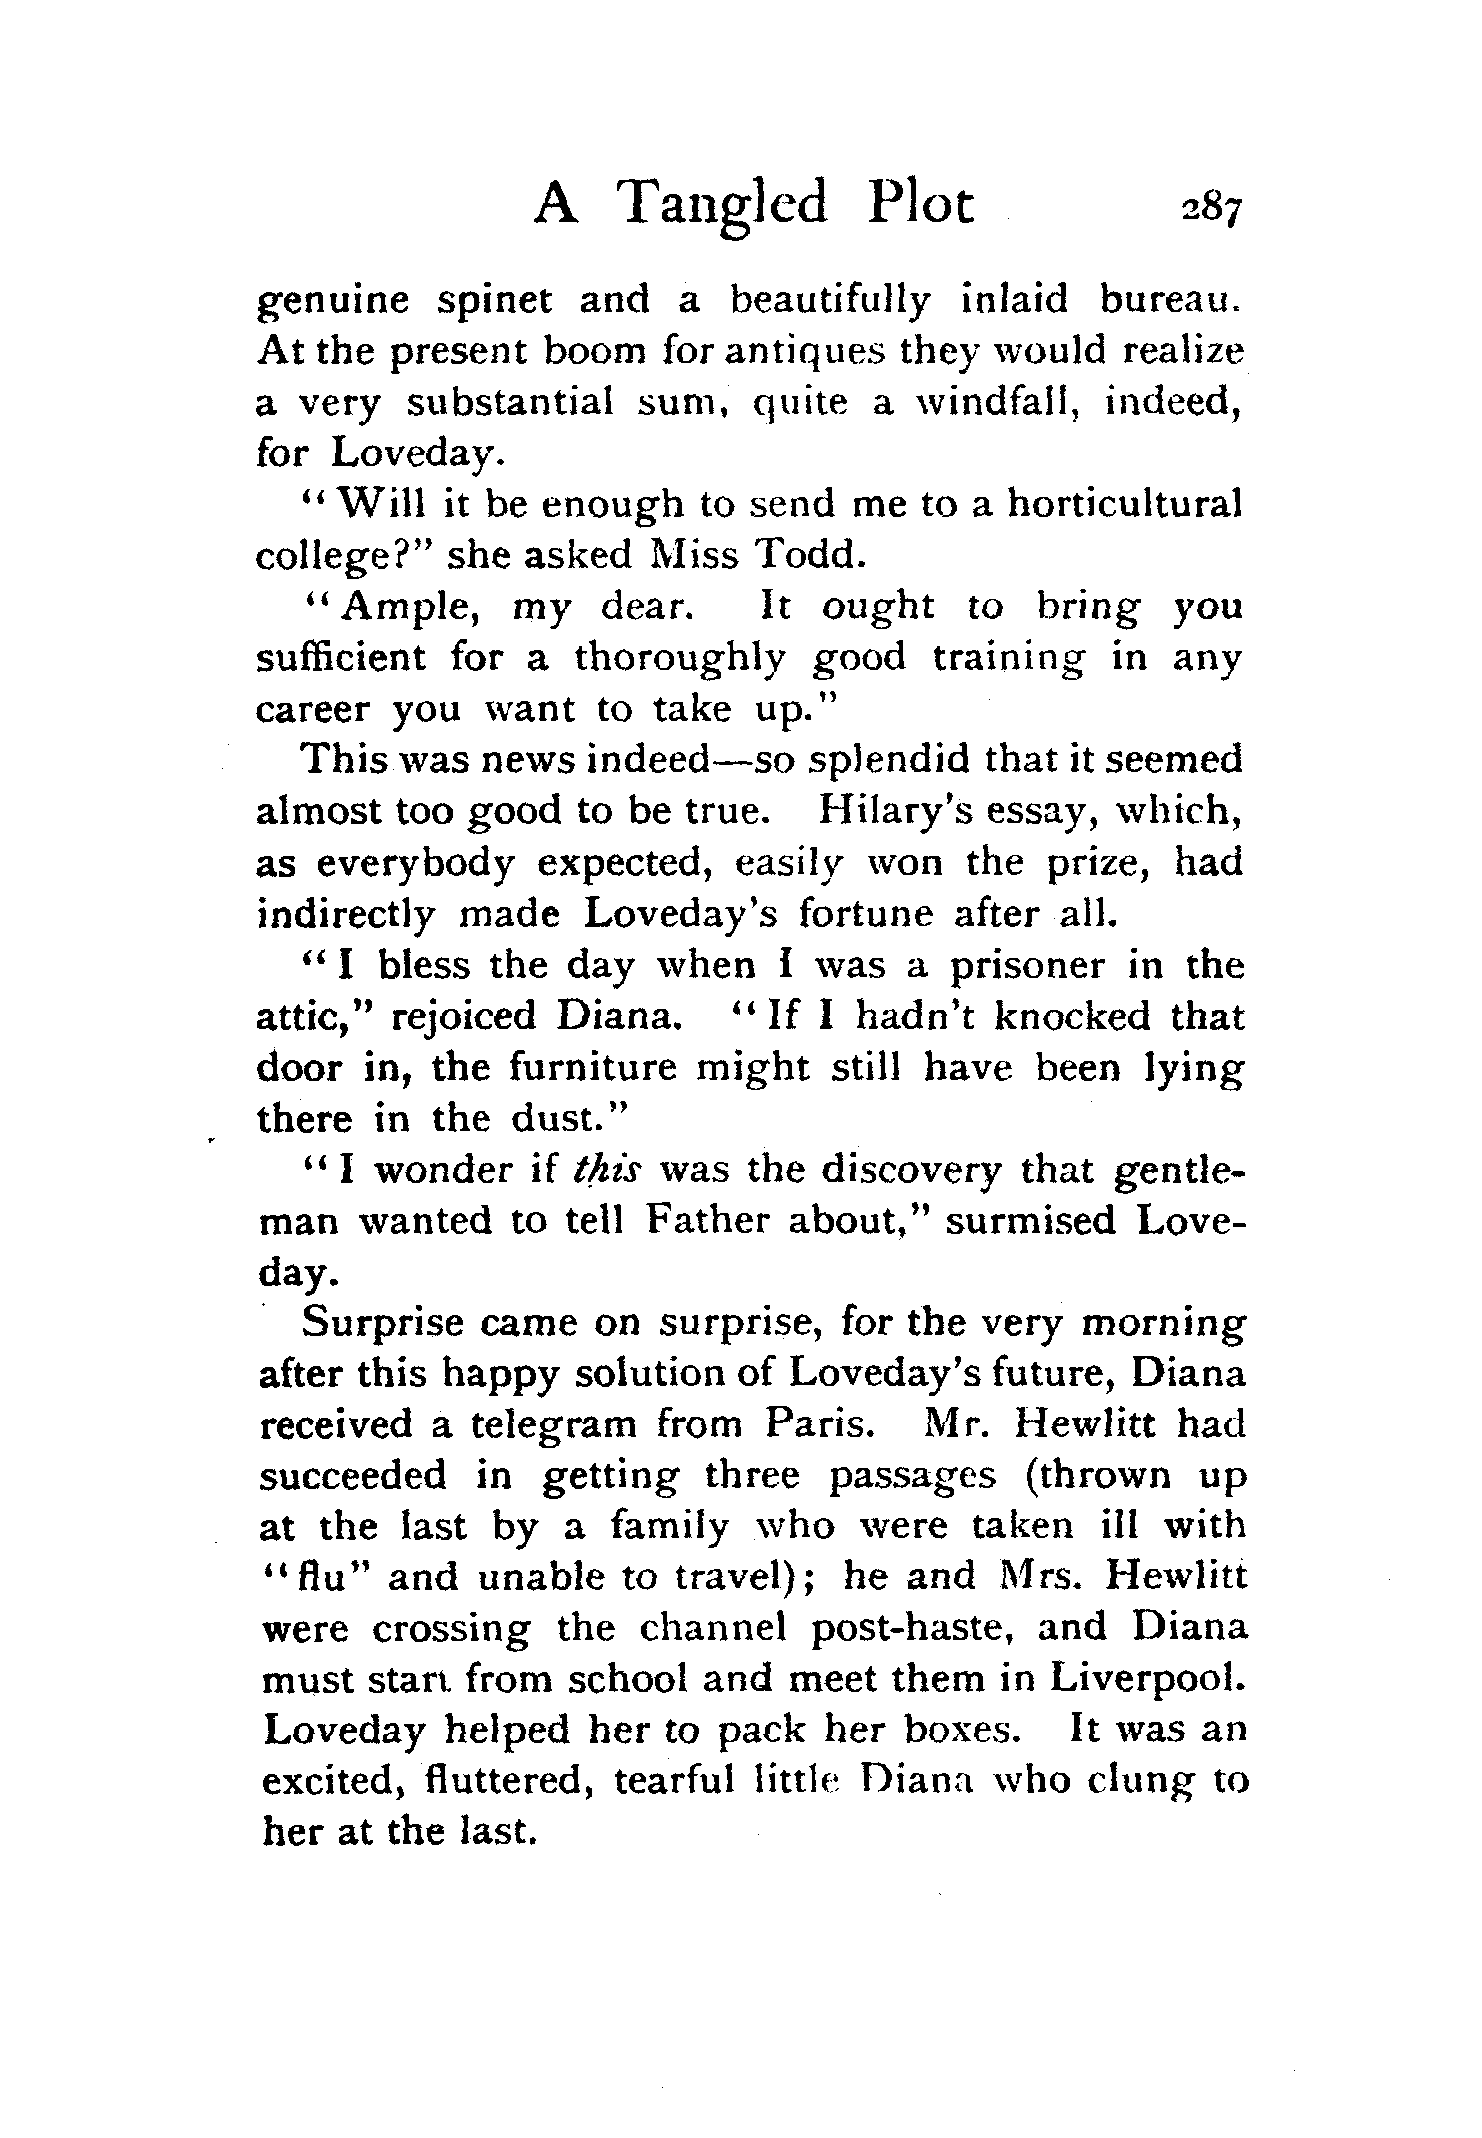 A Tangled Plot 287
genuine spinet and a beautifully inlaid bureau.
At the present boom for antiques they would realize
a very substantial sum, quite a windfall, indeed,
for Loveday.
“Will it be enough to send me to a horticultural
college?” she asked Miss Todd.
“Ample, my dear. It ought to bring you
sufficient for a thoroughly good training in any
career you want to take up.”
This was news indeed—so splendid that it seemed
almost too good to be true. Hilary's essay, which,
as everybody expected, easily won the prize, had
indirectly made Loveday's fortune after all.
“I bless the day when I was a prisoner in the
attic,” rejoiced Diana. “If I hadn't knocked that
door in, the furniture might still have been lying
there in the dust.”
“I wonder if this was the discovery that gentle-
man wanted to tell Father about,” surmised Love-
day.
Surprise came on surprise, for the very morning
after this happy solution of Loveday's future, Diana
received a telegram from Paris. Mr. Hewlitt had
succeeded in getting three passages (thrown up
at the last by a family who were taken ill with
“flu” and unable to travel); he and Mrs. Hewlitt
were crossing the channel post-haste, and Diana
must start from school and meet them in Liverpool.
Loveday helped her to pack her boxes. It was an
excited, fluttered, tearful little Diana who clung to
her at the last.